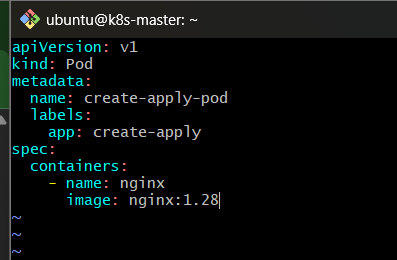 ubuntu@k8s-master: ~
apiVersion: v1
kind: Pod
metadata:
  name: create-apply-pod
  labels:
    app: create-apply
spec:
  containers:
    - name: nginx
      image: nginx:1.28
~
~
~